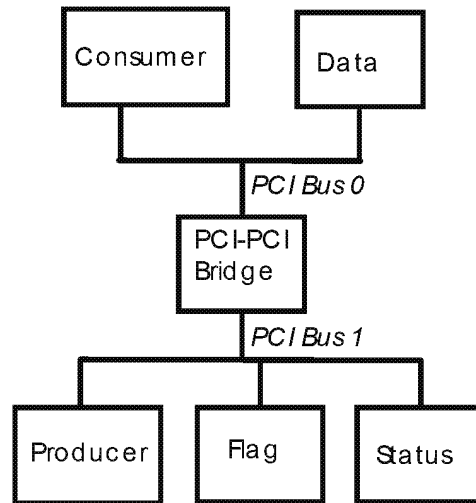 Consumer
Data
PCI Bus 0
PCI-PCI
Bridge
PCI Bus 1
Producer
Flag
Status